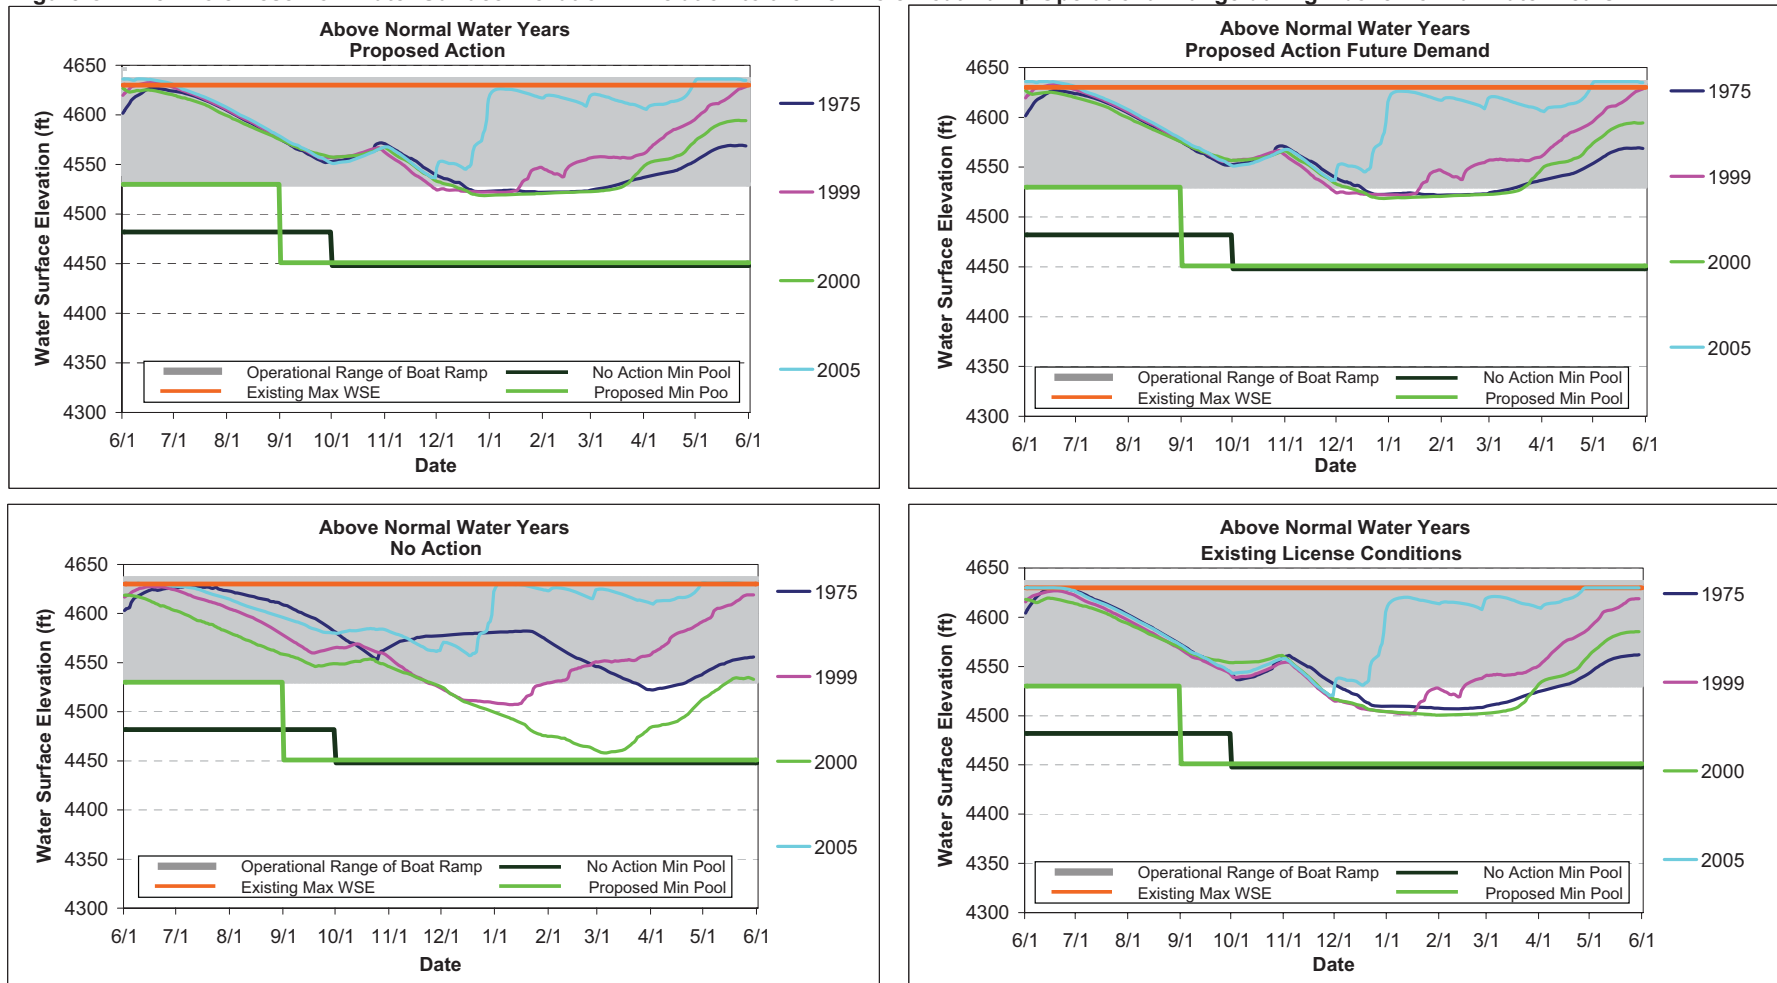 Above Normal Water Years
Proposed Action
Water Surface Elevation (ft)
4650
4600
4550
4500
4450
4400
4350
4300
6/1 7/1 8/1 9/1 10/1 11/1 12/1 1/1 2/1 3/1 4/1 5/1 6/1
Date
Operational Range of Boat Ramp
No Action Min Pool
Existing Max WSE
Proposed Min Poo
1975
1999
2000
2005
Above Normal Water Years
Proposed Action Future Demand
Water Surface Elevation (ft)
4650
4600
4550
4500
4450
4400
4350
4300
6/1 7/1 8/1 9/1 10/1 11/1 12/1 1/1 2/1 3/1 4/1 5/1 6/1
Date
Operational Range of Boat Ramp
No Action Min Pool
Existing Max WSE
Proposed Min Pool
1975
1999
2000
2005
Above Normal Water Years
No Action
Water Surface Elevation (ft)
4650
4600
4550
4500
4450
4400
4350
4300
6/1 7/1 8/1 9/1 10/1 11/1 12/1 1/1 2/1 3/1 4/1 5/1 6/1
Date
Operational Range of Boat Ramp
No Action Min Pool
Existing Max WSE
Proposed Min Pool
1975
1999
2000
2005
Above Normal Water Years
Existing License Conditions
Water Surface Elevation (ft)
4650
4600
4550
4500
4450
4400
4350
4300
6/1 7/1 8/1 9/1 10/1 11/1 12/1 1/1 2/1 3/1 4/1 5/1 6/1
Date
Operational Range of Boat Ramp
No Action Min Pool
Existing Max WSE
Proposed Min Pool
1975
1999
2000
2005